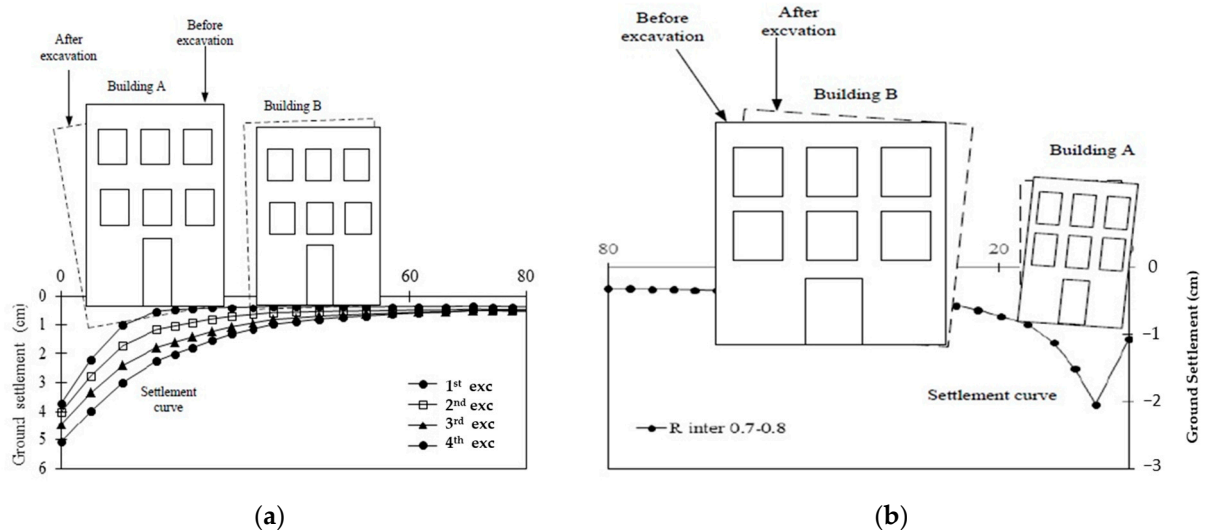 After
excavation
Before
excavation
Building A
Building B
0
60
80
0
1
2
3
4
5
6
Ground settlement (cm)
Settlement
curve
1st exc
2nd exc
3rd exc
4th exc
(a)
Before
excavation
After
excvation
Building B
Building A
80
20
0
−1
−2
−3
Ground Settlement (cm)
Settlement curve
R inter 0.7-0.8
(b)